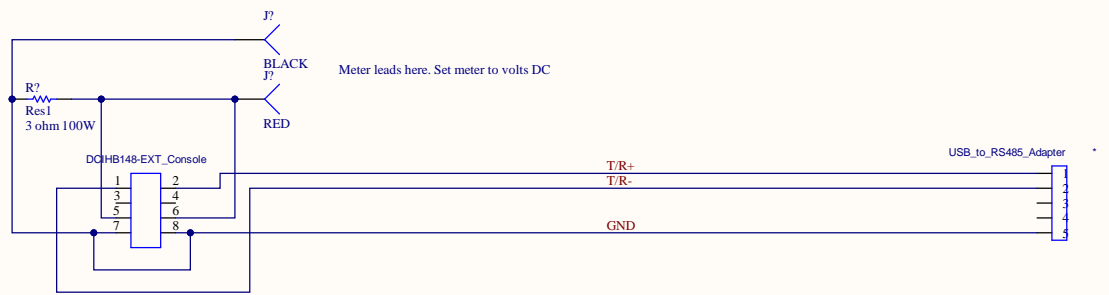 J?
BLACK
J?
Meter leads here. Set meter to volts DC
R?
Res1
3 ohm 100W
RED
DCIHB148-EXT_Console
USB_to_RS485_Adapter *
1 2
3 4
5 6
7 8
T/R+
T/R-
GND
1
2
3
4
5